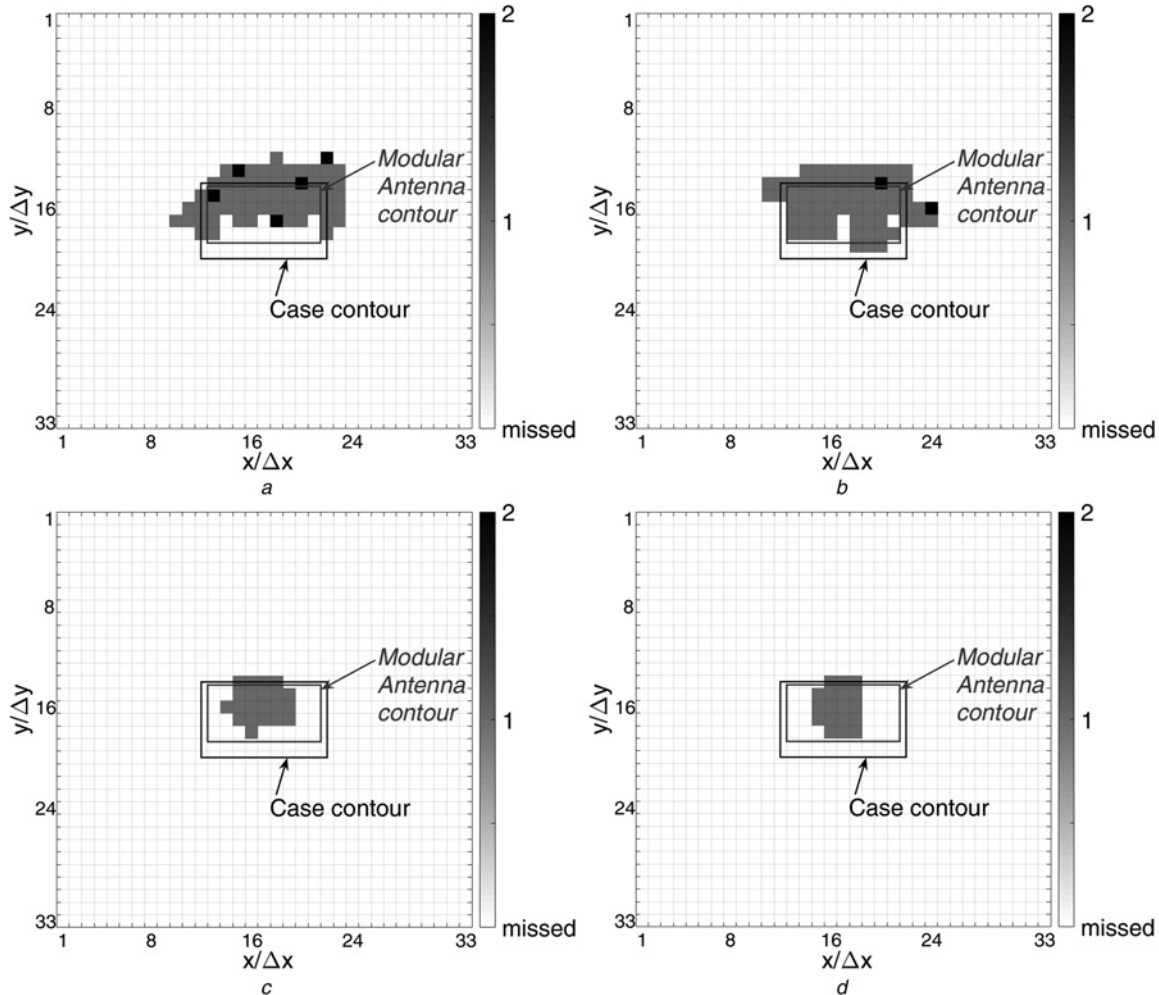 1
8
16
24
33
y/Δy
1
8
16
24
33
x/Δx
2
1
missed
Modular
Antenna
contour
Case contour
a
1
8
16
24
33
y/Δy
1
8
16
24
33
x/Δx
2
1
missed
Modular
Antenna
contour
Case contour
b
1
8
16
24
33
y/Δy
1
8
16
24
33
x/Δx
2
1
missed
Modular
Antenna
contour
Case contour
c
1
8
16
24
33
y/Δy
1
8
16
24
33
x/Δx
2
1
missed
Modular
Antenna
contour
Case contour
d